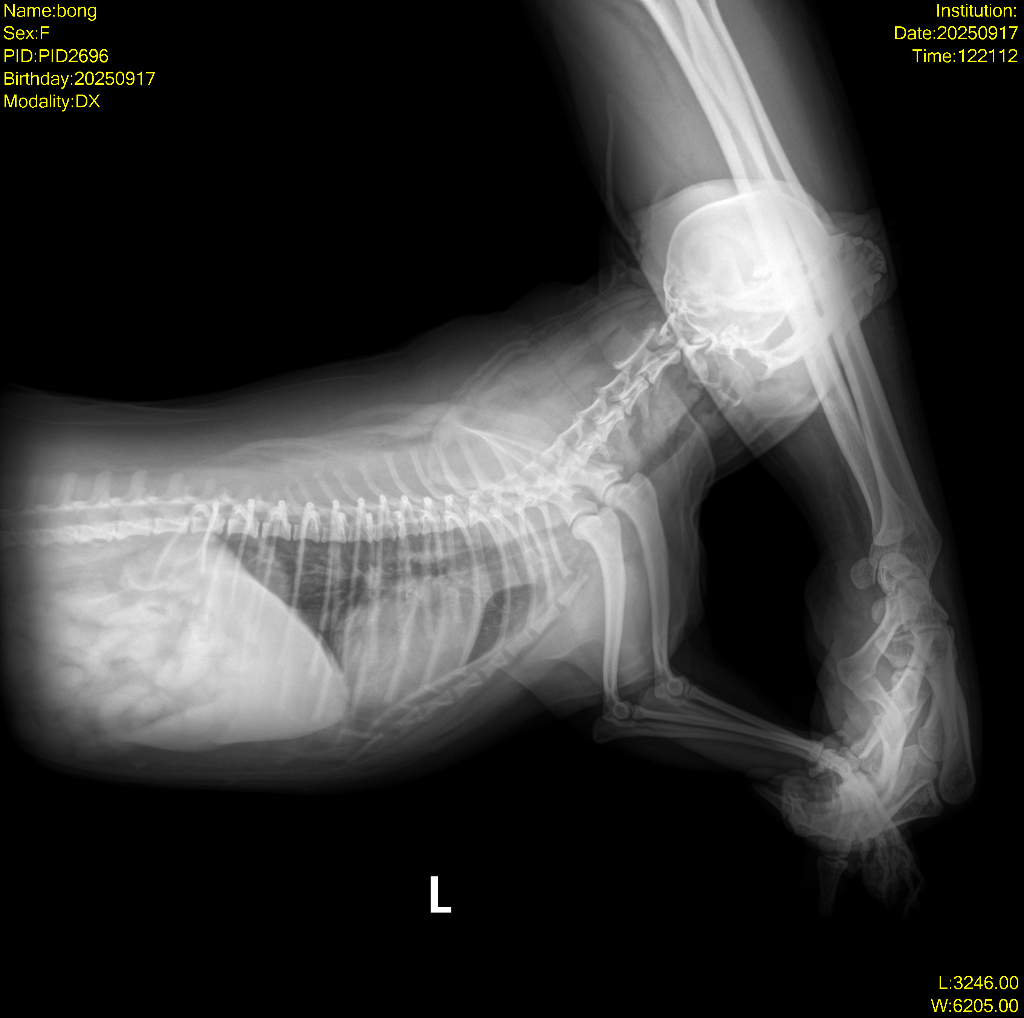 Name:bong
Sex:F
PID:PID2696
Birthday:20250917
Modality:DX
Institution:
Date:20250917
Time:122112
L
L:3246.00
W:6205.00